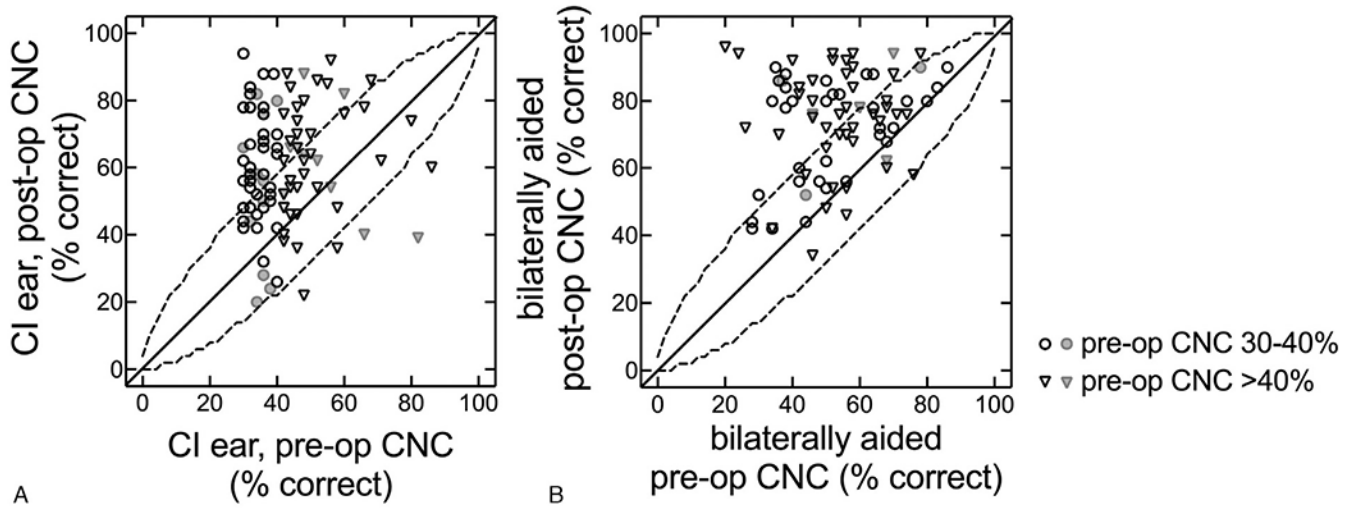 CI ear, post-op CNC
(% correct)
100
80
60
40
20
0
0 20 40 60 80 100
CI ear, pre-op CNC
(% correct)
A
bilaterally aided
post-op CNC (% correct)
100
80
60
40
20
0
0 20 40 60 80 100
bilaterally aided
pre-op CNC (% correct)
B
pre-op CNC 30-40%
pre-op CNC >40%